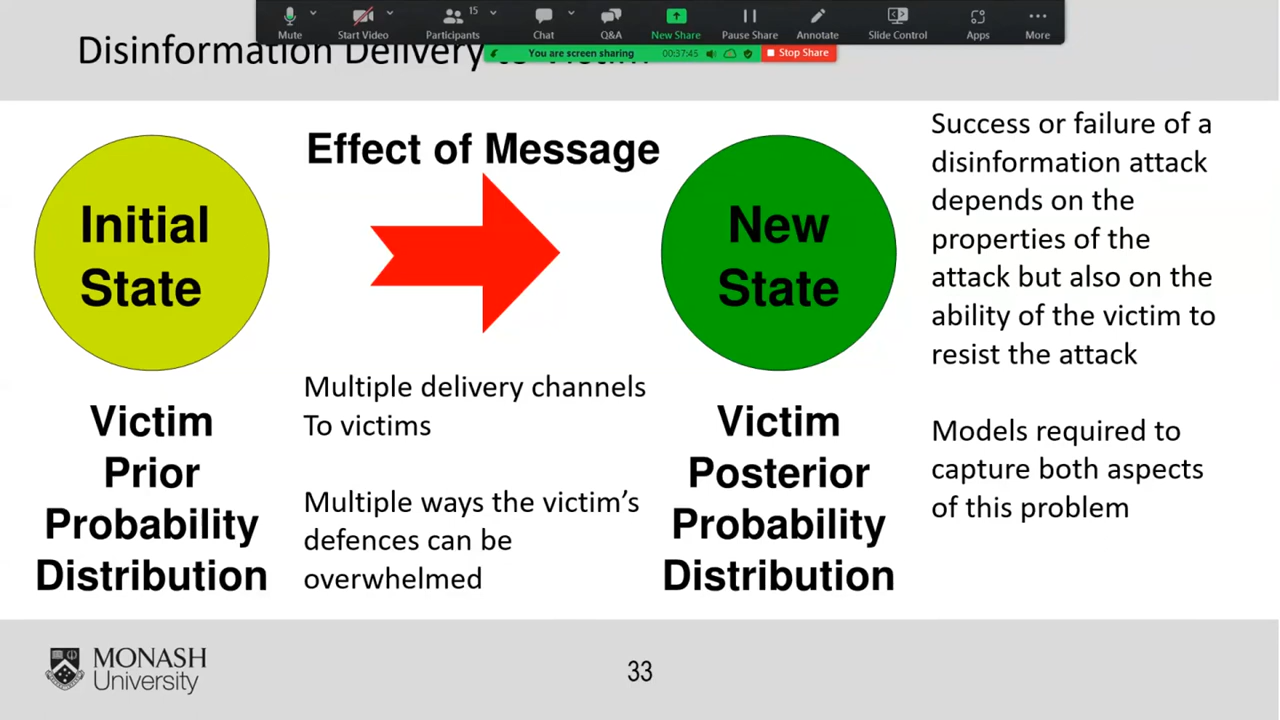 Mute
Start Video
15
Participants
Chat
Q&A
New Share
Pause Share
Annotate
Slide Control
Apps
More
You are screen sharing
00:37:45
Stop Share
Disinformation Delivery
Effect of Message
Initial
State
New
State
Victim
Prior
Probability
Distribution
Multiple delivery channels
To victims
Multiple ways the victim’s
defences can be
overwhelmed
Victim
Posterior
Probability
Distribution
Success or failure of a
disinformation attack
depends on the
properties of the
attack but also on the
ability of the victim to
resist the attack
Models required to
capture both aspects
of this problem
MONASH
University
33